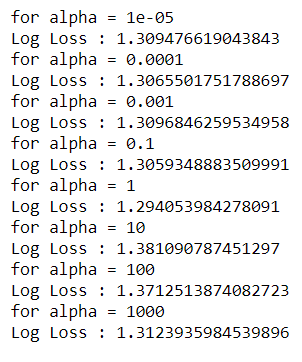 for alpha = 1e-05
Log Loss : 1.309476619043843
for alpha = 0.0001
Log Loss : 1.3065501751788697
for alpha = 0.001
Log Loss : 1.3096846259534958
for alpha = 0.1
Log Loss : 1.3059348883509991
for alpha = 1
Log Loss : 1.294053984278091
for alpha = 10
Log Loss : 1.381090787451297
for alpha = 100
Log Loss : 1.3712513874082723
for alpha = 1000
Log Loss : 1.3123935984539896